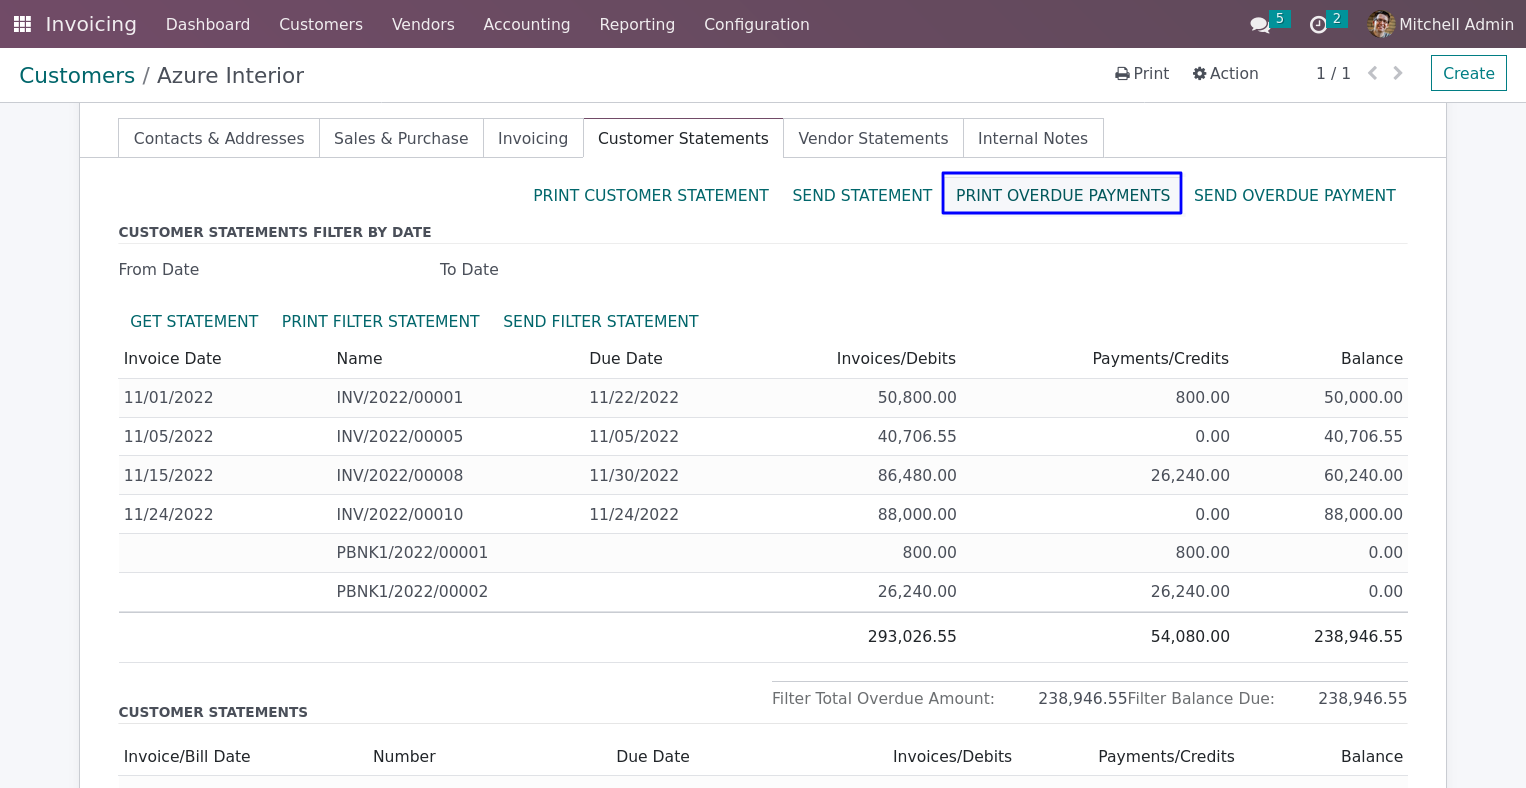 Invoicing Dashboard Customers Vendors Accounting Reporting Configuration 5 2 Mitchell Admin
Customers / Azure Interior Print Action 1 / 1 Create
Contacts & Addresses Sales & Purchase Invoicing Customer Statements Vendor Statements Internal Notes
PRINT CUSTOMER STATEMENT SEND STATEMENT PRINT OVERDUE PAYMENTS SEND OVERDUE PAYMENT
CUSTOMER STATEMENTS FILTER BY DATE
From Date To Date
GET STATEMENT PRINT FILTER STATEMENT SEND FILTER STATEMENT
Invoice Date Name Due Date Invoices/Debits Payments/Credits Balance
11/01/2022 INV/2022/00001 11/22/2022 50,800.00 800.00 50,000.00
11/05/2022 INV/2022/00005 11/05/2022 40,706.55 0.00 40,706.55
11/15/2022 INV/2022/00008 11/30/2022 86,480.00 26,240.00 60,240.00
11/24/2022 INV/2022/00010 11/24/2022 88,000.00 0.00 88,000.00
PBNK1/2022/00001 800.00 800.00 0.00
PBNK1/2022/00002 26,240.00 26,240.00 0.00
293,026.55 54,080.00 238,946.55
Filter Total Overdue Amount: 238,946.55 Filter Balance Due: 238,946.55
CUSTOMER STATEMENTS
Invoice/Bill Date Number Due Date Invoices/Debits Payments/Credits Balance